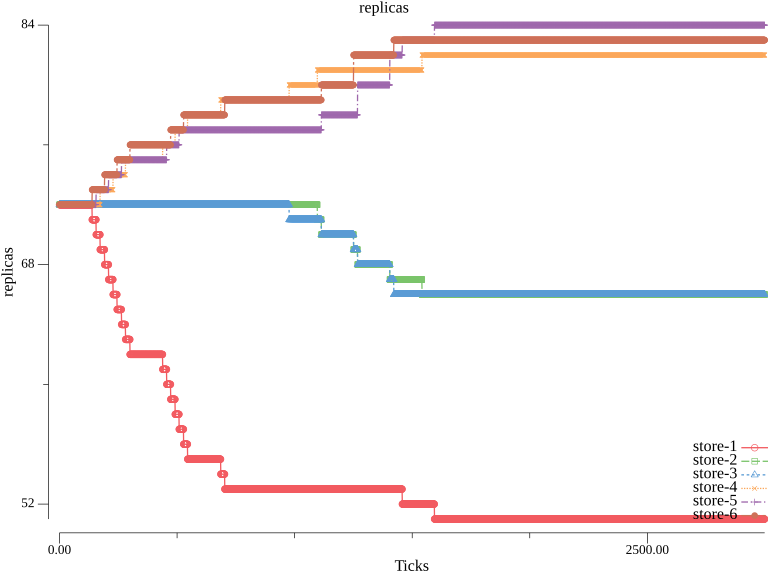 replicas
84
68
52
replicas
0.00
2500.00
Ticks
store-1
store-2
store-3
store-4
store-5
store-6